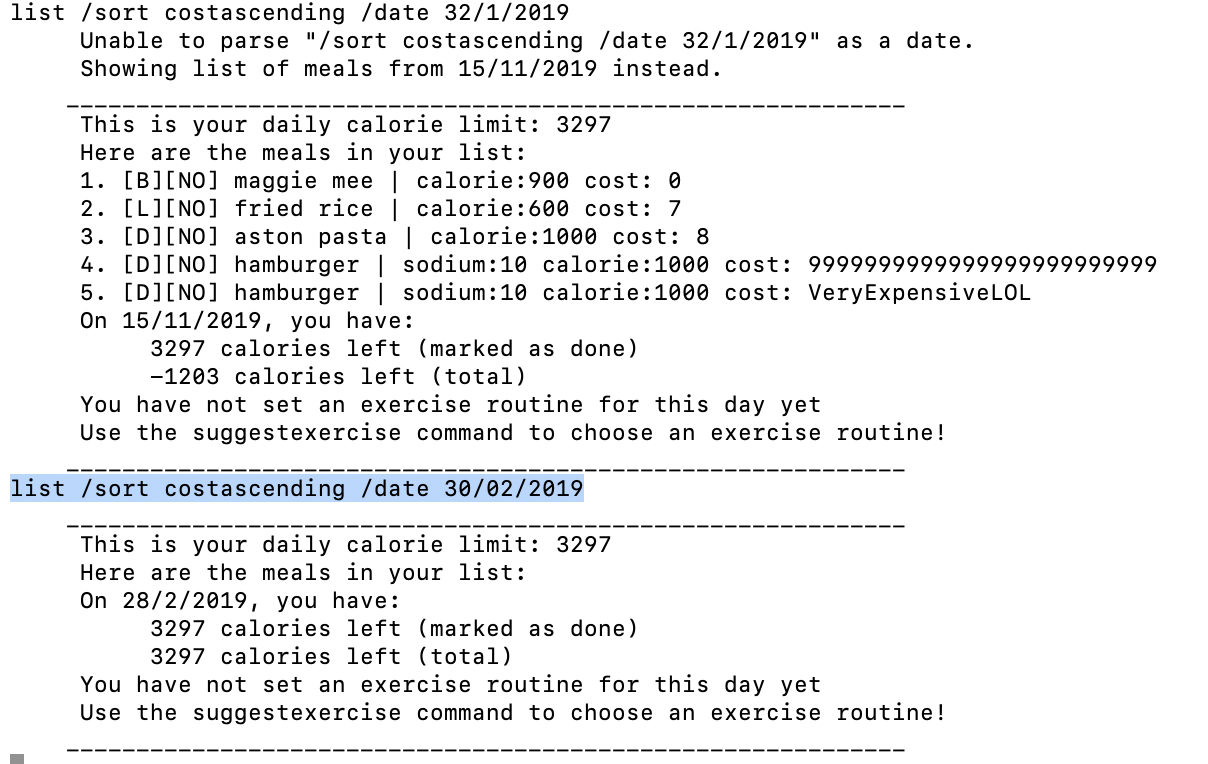 list /sort costascending /date 32/1/2019
Unable to parse "/sort costascending /date 32/1/2019" as a date.
Showing list of meals from 15/11/2019 instead.
____________________________________________________________
This is your daily calorie limit: 3297
Here are the meals in your list:
1. [B][NO] maggie mee | calorie:900 cost: 0
2. [L][NO] fried rice | calorie:600 cost: 7
3. [D][NO] aston pasta | calorie:1000 cost: 8
4. [D][NO] hamburger | sodium:10 calorie:1000 cost: 9999999999999999999999999
5. [D][NO] hamburger | sodium:10 calorie:1000 cost: VeryExpensiveLOL
On 15/11/2019, you have:
3297 calories left (marked as done)
-1203 calories left (total)
You have not set an exercise routine for this day yet
Use the suggestexercise command to choose an exercise routine!
____________________________________________________________
list /sort costascending /date 30/02/2019
____________________________________________________________
This is your daily calorie limit: 3297
Here are the meals in your list:
On 28/2/2019, you have:
3297 calories left (marked as done)
3297 calories left (total)
You have not set an exercise routine for this day yet
Use the suggestexercise command to choose an exercise routine!
____________________________________________________________